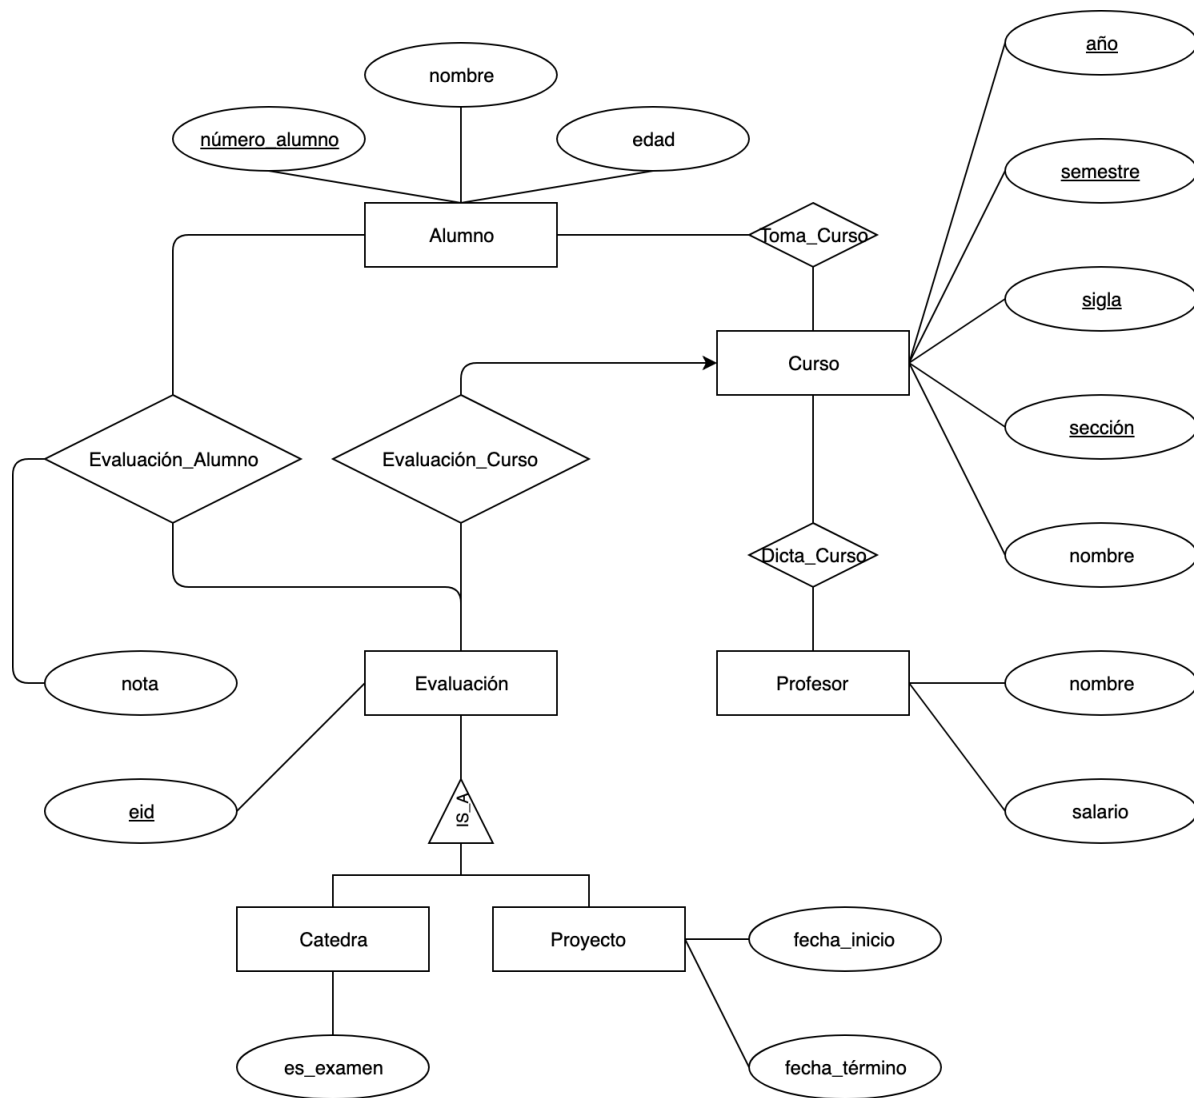 año
nombre
número_alumno
edad
semestre
Alumno
Toma_Curso
sigla
Curso
sección
Evaluación_Alumno
Evaluación_Curso
Dicta_Curso
nombre
nota
Evaluación
Profesor
nombre
eid
IS_A
salario
Catedra
Proyecto
fecha_inicio
es_examen
fecha_término